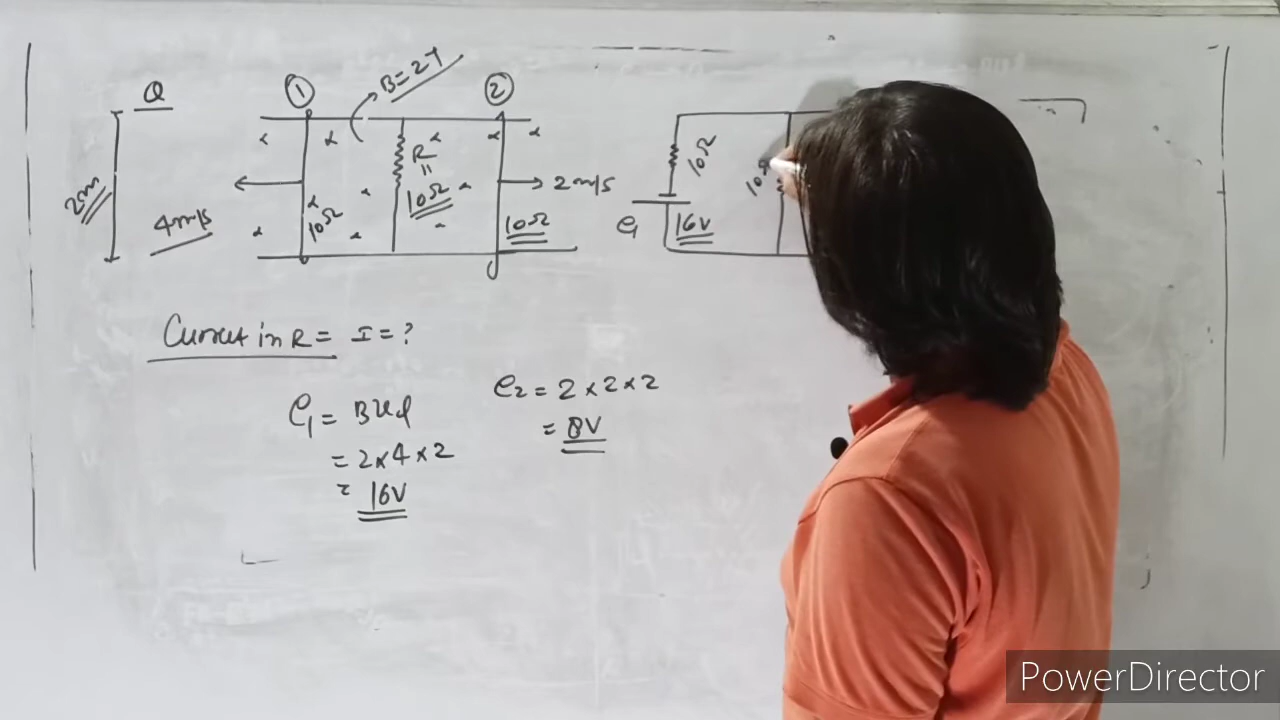 Q
①
B=2T
②
2m
4m/s
10Ω
R
=
10Ω
2m/s
10Ω
10Ω
10Ω
e₁
16V
Current in R = I = ?
e₁ = Bvl
= 2×4×2
= 16V
e₂ = 2×2×2
= 8V
PowerDirector